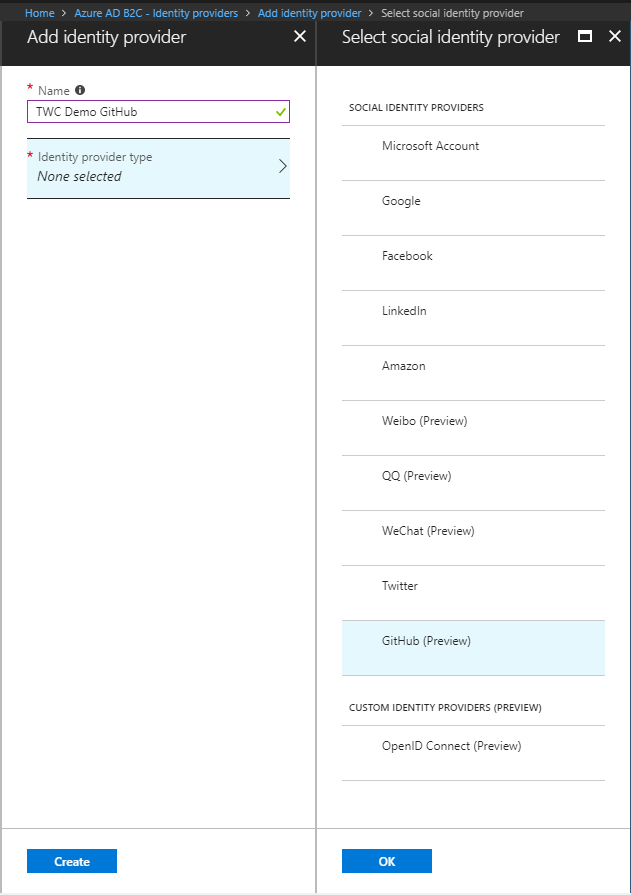 Home > Azure AD B2C - Identity providers > Add identity provider > Select social identity provider
Add identity provider
* Name
TWC Demo GitHub
* Identity provider type
None selected
Create
Select social identity provider
SOCIAL IDENTITY PROVIDERS
Microsoft Account
Google
Facebook
LinkedIn
Amazon
Weibo (Preview)
QQ (Preview)
WeChat (Preview)
Twitter
GitHub (Preview)
CUSTOM IDENTITY PROVIDERS (PREVIEW)
OpenID Connect (Preview)
OK